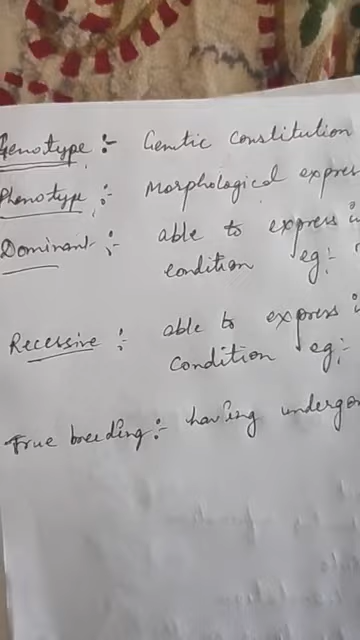 Genotype :- Genetic constitution
Phenotype :- Morphological expres
Dominant :- able to express in
condition eg:-
Recessive :- able to express i
condition eg:-
True breeding :- having undergo